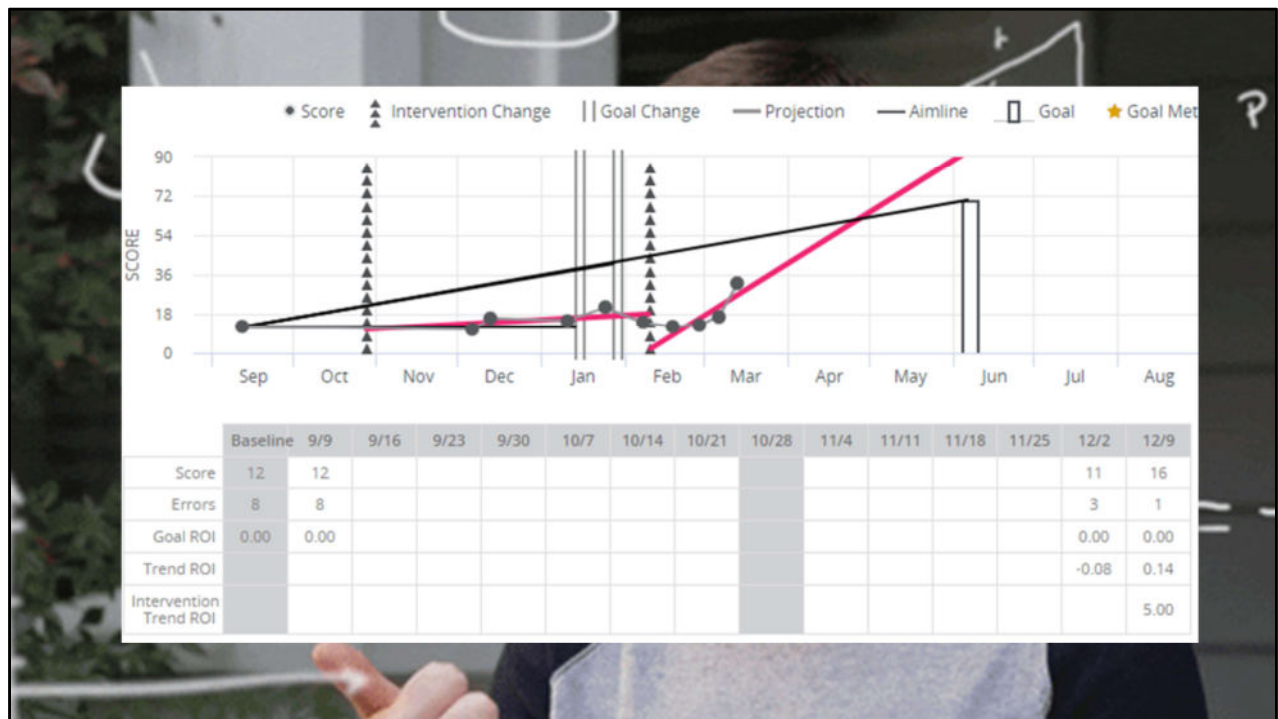 Score Intervention Change Goal Change Projection Aimline Goal Goal Met
90
72
54
36
18
0
SCORE
Sep Oct Nov Dec Jan Feb Mar Apr May Jun Jul Aug
Baseline 9/9 9/16 9/23 9/30 10/7 10/14 10/21 10/28 11/4 11/11 11/18 11/25 12/2 12/9
Score 12 12 11 16
Errors 8 8 3 1
Goal ROI 0.00 0.00 0.00 0.00
Trend ROI -0.08 0.14
Intervention
Trend ROI 5.00